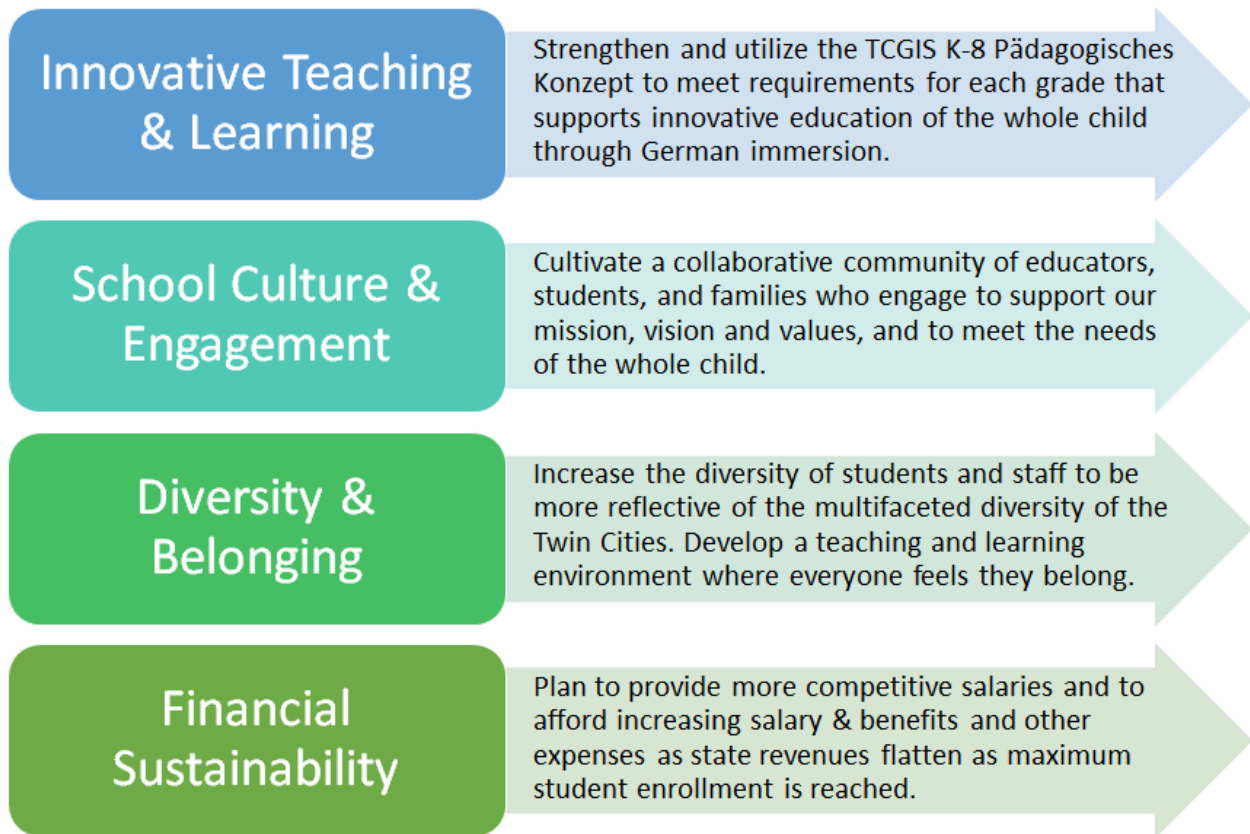 Innovative Teaching
& Learning
Strengthen and utilize the TCGIS K-8 Pädagogisches
Konzept to meet requirements for each grade that
supports innovative education of the whole child
through German immersion.
School Culture &
Engagement
Cultivate a collaborative community of educators,
students, and families who engage to support our
mission, vision and values, and to meet the needs
of the whole child.
Diversity &
Belonging
Increase the diversity of students and staff to be
more reflective of the multifaceted diversity of the
Twin Cities. Develop a teaching and learning
environment where everyone feels they belong.
Financial
Sustainability
Plan to provide more competitive salaries and to
afford increasing salary & benefits and other
expenses as state revenues flatten as maximum
student enrollment is reached.